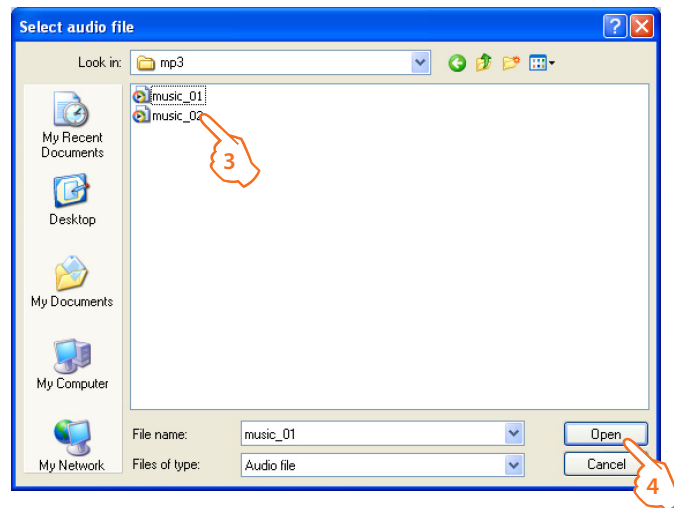 Select audio file
Look in:
mp3
music_01
music_02
3
My Recent
Documents
Desktop
My Documents
My Computer
My Network
File name:
music_01
Open
Files of type:
Audio file
Cancel
4